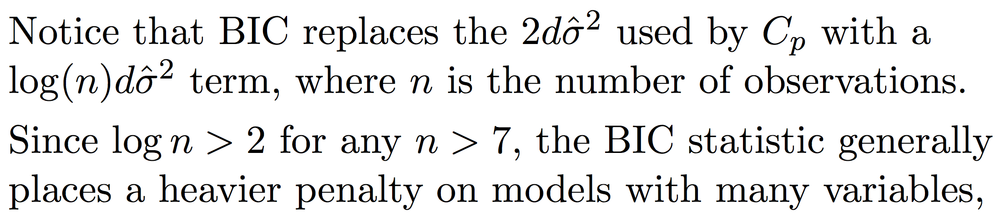 Notice that BIC replaces the $2d\hat{\sigma}^2$ used by $C_p$ with a
$\log(n)d\hat{\sigma}^2$ term, where $n$ is the number of observations.
Since $\log n > 2$ for any $n > 7$, the BIC statistic generally
places a heavier penalty on models with many variables,